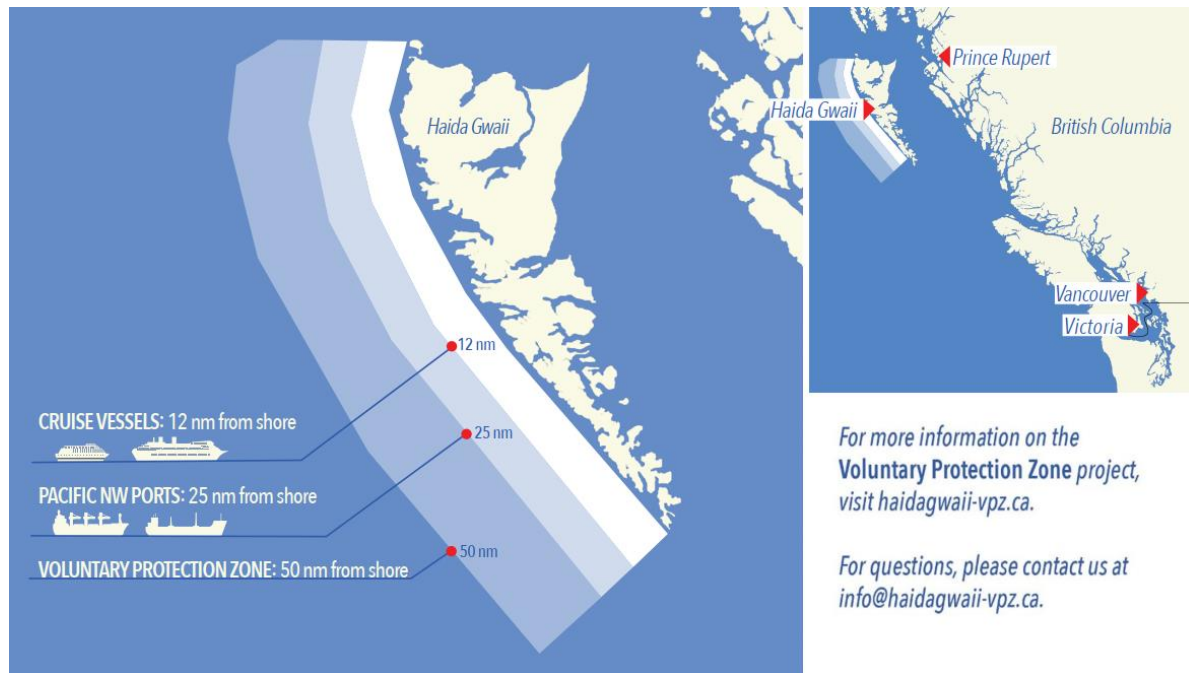 Haida Gwaii
12 nm
25 nm
50 nm
CRUISE VESSELS: 12 nm from shore
PACIFIC NW PORTS: 25 nm from shore
VOLUNTARY PROTECTION ZONE: 50 nm from shore
Prince Rupert
Haida Gwaii
British Columbia
Vancouver
Victoria
For more information on the
Voluntary Protection Zone project,
visit haidagwaii-vpz.ca.
For questions, please contact us at
info@haidagwaii-vpz.ca.